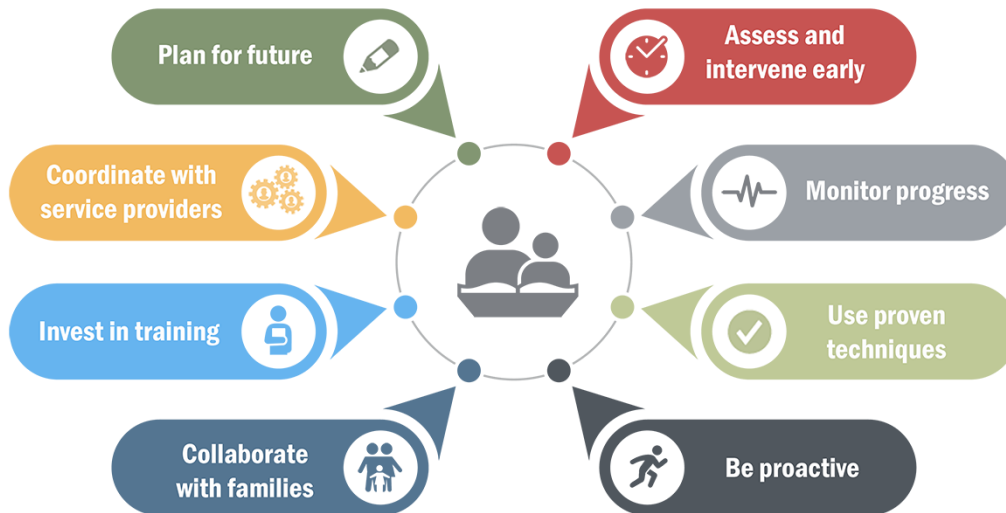 Plan for future
Assess and
intervene early
Coordinate with
service providers
Monitor progress
Invest in training
Use proven
techniques
Collaborate
with families
Be proactive